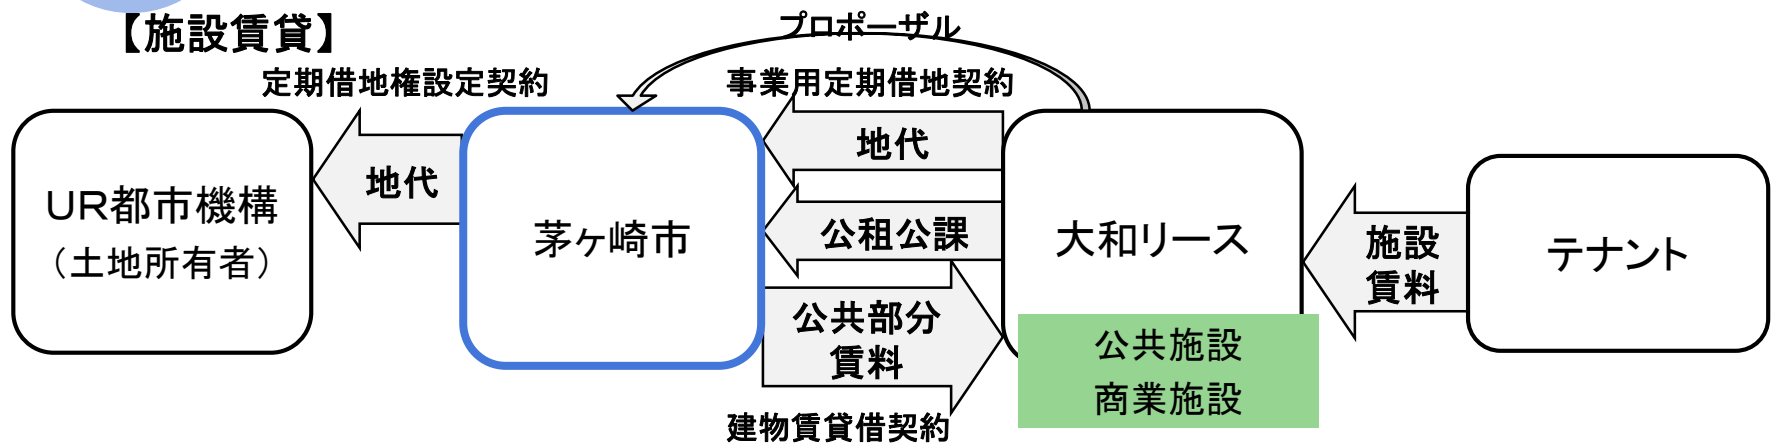 【施設賃貸】
プロポーザル
定期借地権設定契約
事業用定期借地契約
地代
地代
UR都市機構
（土地所有者）
茅ヶ崎市
公租公課
大和リース
施設
賃料
テナント
公共部分
賃料
公共施設
商業施設
建物賃貸借契約